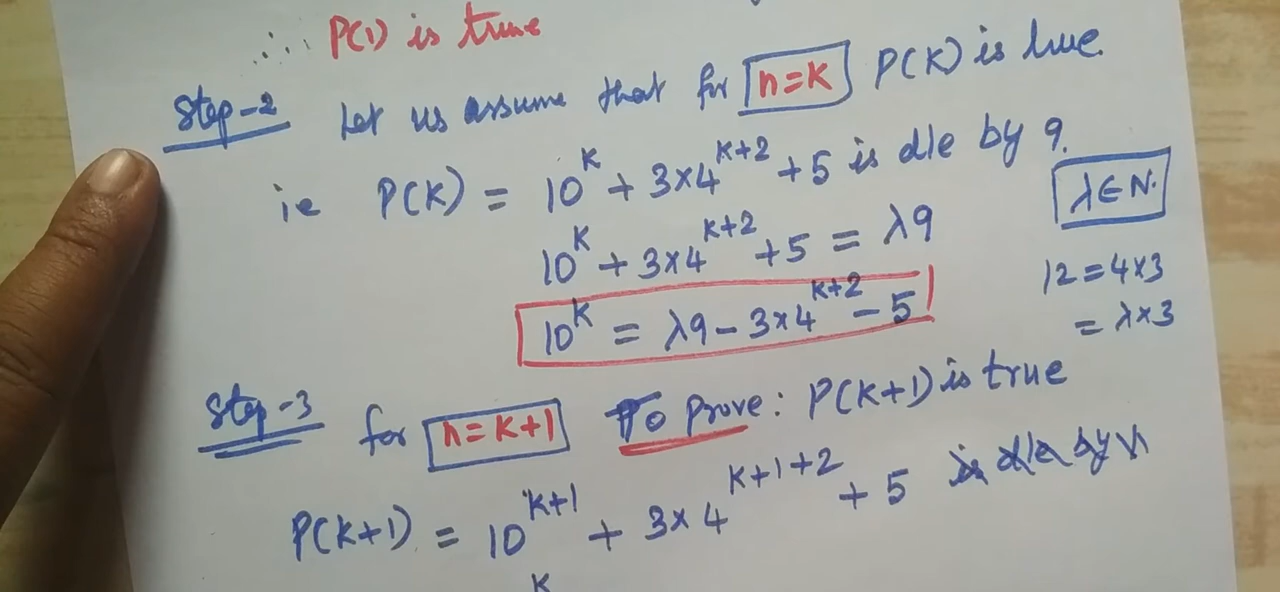 ∴ P(1) is true
Step-2 Let us assume that for n=K P(K) is true.
ie P(K) = 10^K + 3×4^(K+2) + 5 is d/e by 9.
λ∈N.
10^K + 3×4^(K+2) + 5 = λ9
12 = 4×3
10^K = λ9 - 3×4^(K+2) - 5
= λ×3
Step-3 for n=K+1 To Prove: P(K+1) is true
P(K+1) = 10^(K+1) + 3×4^(K+1+2) + 5 is d/e by
K